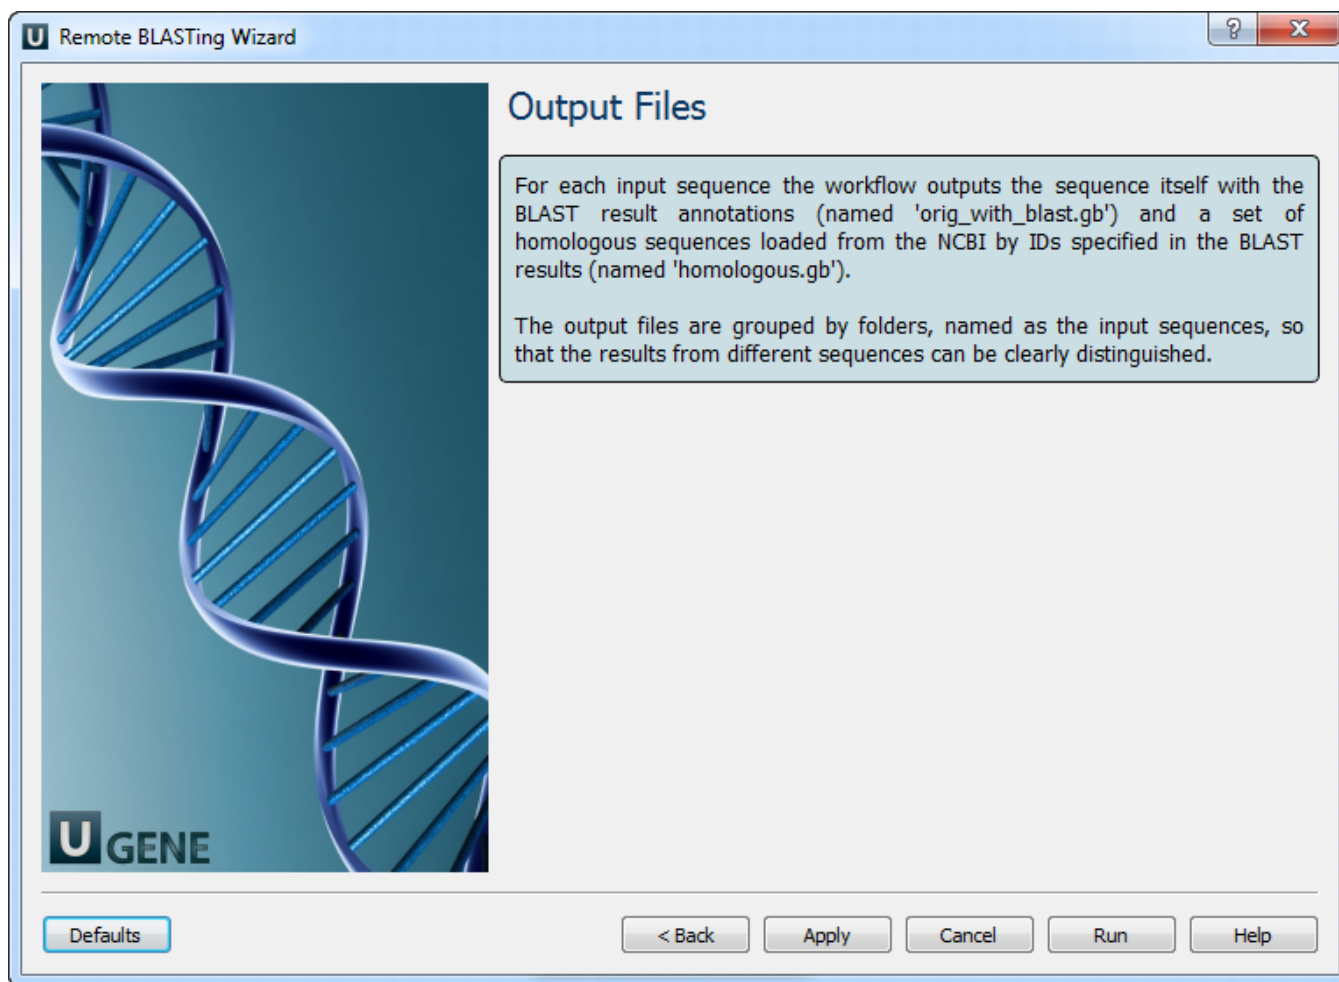 U Remote BLASTing Wizard
?
x
Output Files
For each input sequence the workflow outputs the sequence itself with the
BLAST result annotations (named 'orig_with_blast.gb') and a set of
homologous sequences loaded from the NCBI by IDs specified in the BLAST
results (named 'homologous.gb').
The output files are grouped by folders, named as the input sequences, so
that the results from different sequences can be clearly distinguished.
U GENE
Defaults
< Back
Apply
Cancel
Run
Help